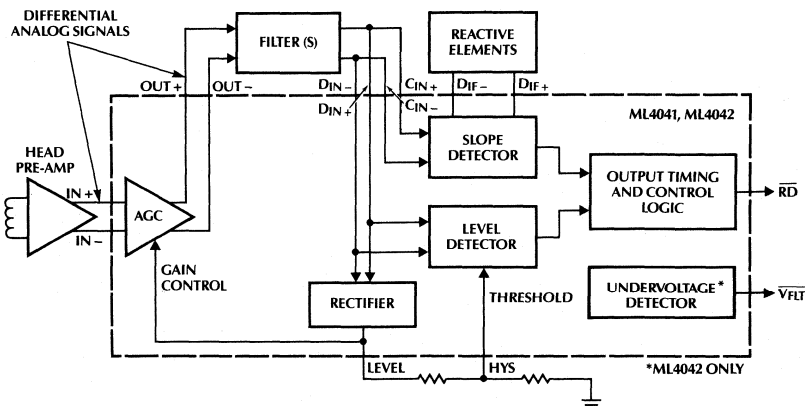 DIFFERENTIAL
ANALOG SIGNALS
FILTER (S)
REACTIVE
ELEMENTS
OUT +
OUT −
DIN −
DIN +
CIN +
CIN −
DIF −
DIF +
ML4041, ML4042
HEAD
PRE-AMP
IN +
IN −
AGC
SLOPE
DETECTOR
OUTPUT TIMING
AND CONTROL
LOGIC
RD
LEVEL
DETECTOR
GAIN
CONTROL
RECTIFIER
THRESHOLD
UNDERVOLTAGE*
DETECTOR
VFLT
LEVEL
HYS
*ML4042 ONLY